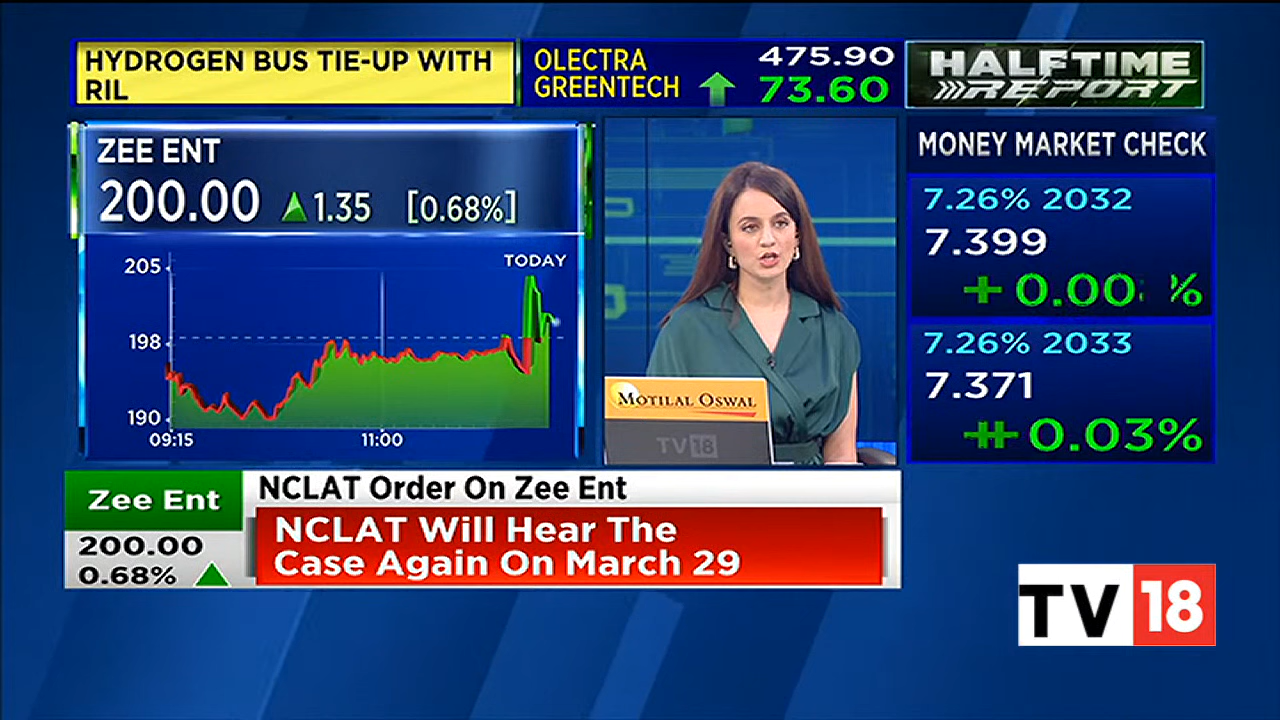 HYDROGEN BUS TIE-UP WITH
RIL
OLECTRA
GREENTECH
475.90
73.60
HALFTIME
REPORT
ZEE ENT
200.00 1.35 [0.68%]
TODAY
205
198
190
09:15 11:00
MOTILAL OSWAL
TV18
MONEY MARKET CHECK
7.26% 2032
7.399
7.26% 2033
7.371
0.03%
Zee Ent
200.00
0.68%
NCLAT Order On Zee Ent
NCLAT Will Hear The
Case Again On March 29
TV18